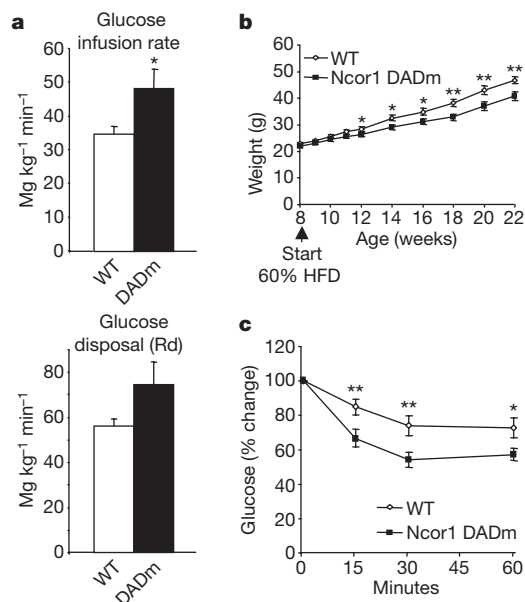 a
Glucose
infusion rate
*
Mg kg⁻¹ min⁻¹
60
50
40
30
20
10
0
WT
DADm
Glucose
disposal (Rd)
Mg kg⁻¹ min⁻¹
80
60
40
20
0
WT
DADm
b
WT
Ncor1 DADm
* * * ** ** **
Weight (g)
60
50
40
30
20
10
0
8 10 12 14 16 18 20 22
Age (weeks)
Start
60% HFD
c
Glucose (% change)
120
100
80
60
40
20
0
** ** *
WT
Ncor1 DADm
0 15 30 45 60
Minutes